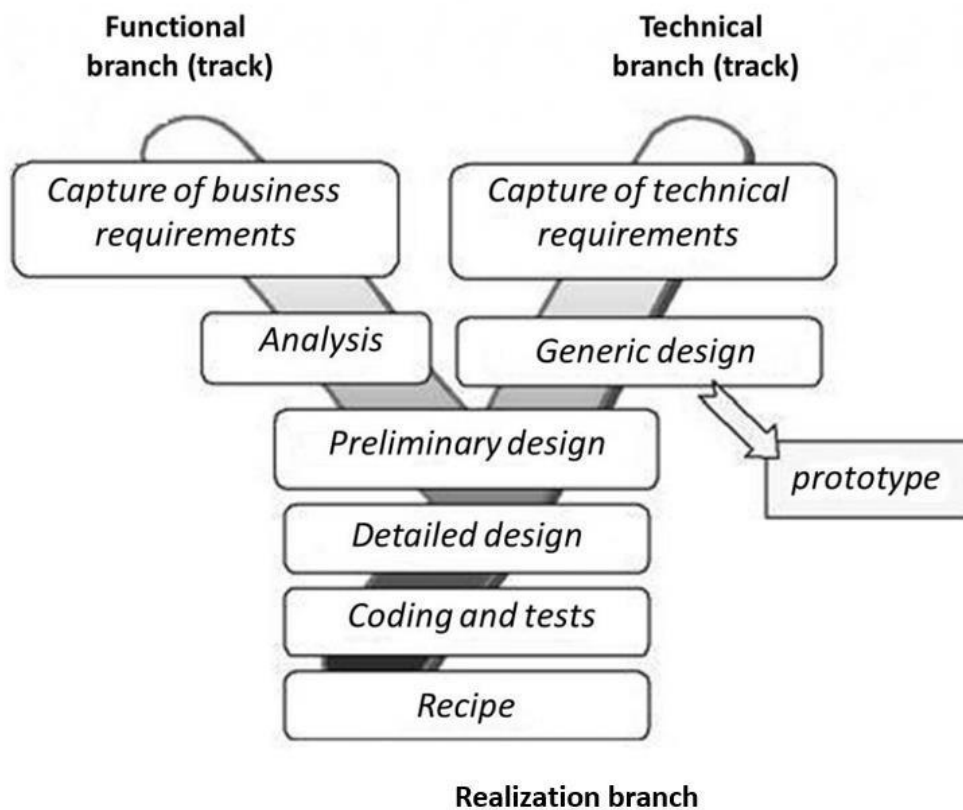 Functional
branch (track)
Technical
branch (track)
Capture of business
requirements
Capture of technical
requirements
Analysis
Generic design
Preliminary design
prototype
Detailed design
Coding and tests
Recipe
Realization branch